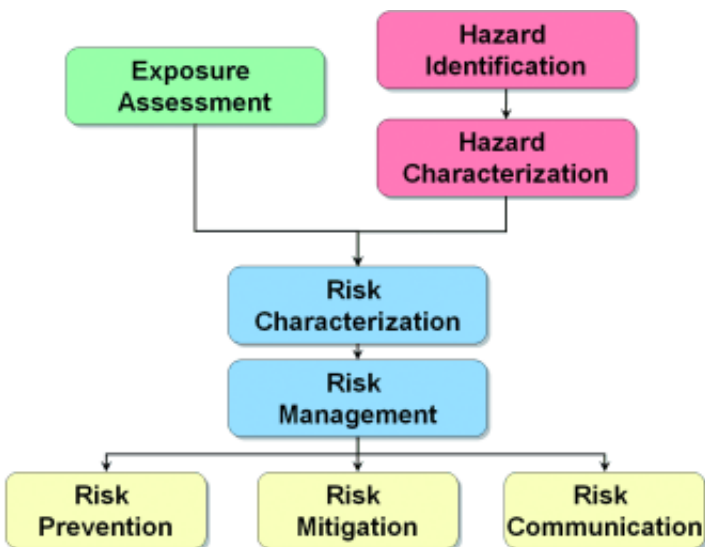 Exposure
Assessment
Hazard
Identification
Hazard
Characterization
Risk
Characterization
Risk
Management
Risk
Prevention
Risk
Mitigation
Risk
Communication